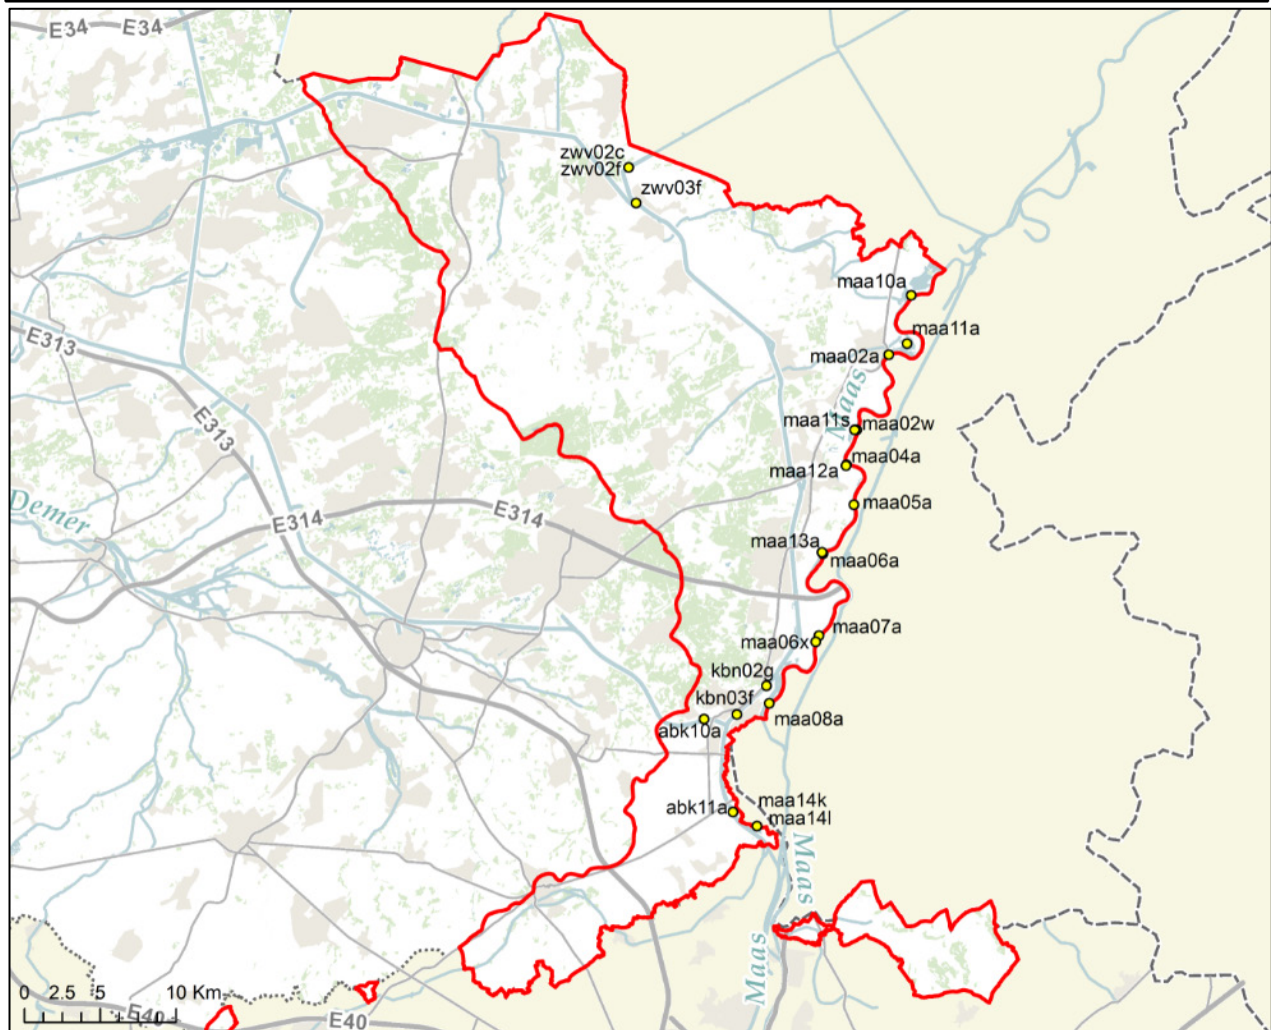 E34 E34
zwv02c
zwv02f
zwv03f
maa10a
maa11a
maa02a
Maas
maa11s maa02w
maa04a
maa12a
maa05a
E313
E313
Demer
E314
E314
maa13a
maa06a
maa07a
maa06x
kbn02g
kbn03f
maa08a
abk10a
maa14k
abk11a
maa14l
Maas
Maas
0 2.5 5 10 Km
E40
E40